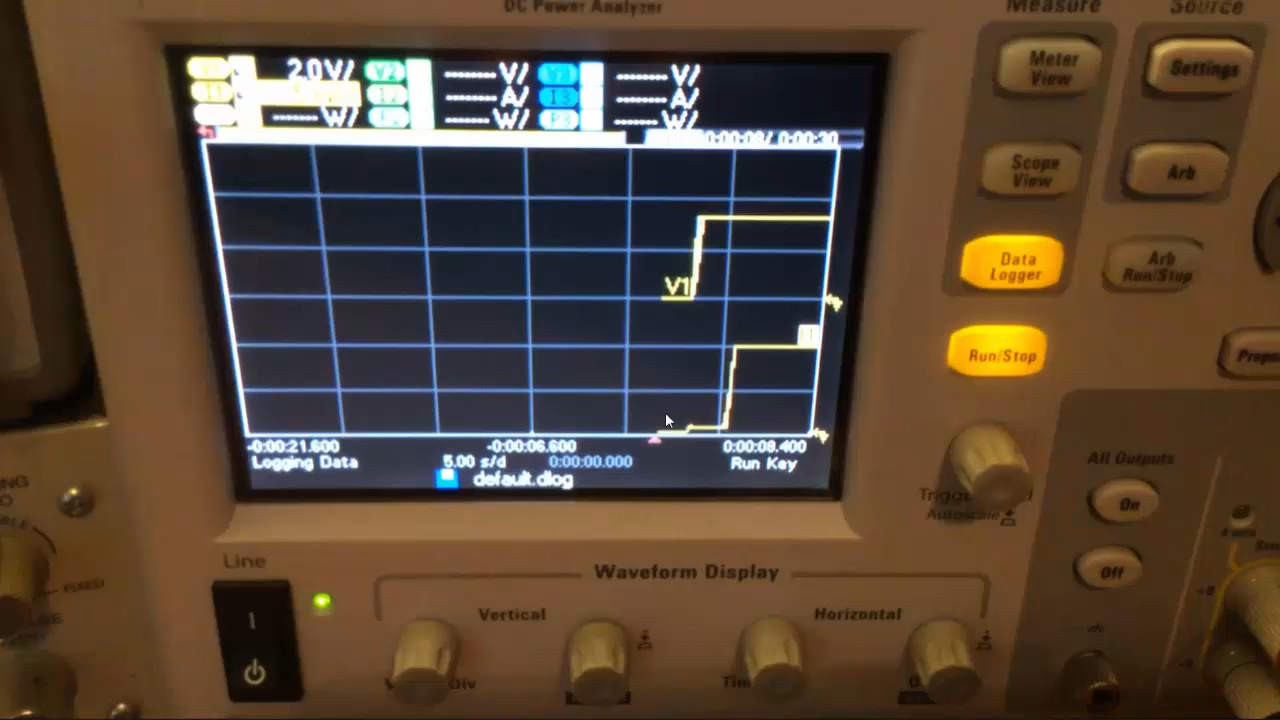 DC Power Analyzer
Measure
Source
Meter View
Settings
Scope View
Arb
Data Logger
Arb Run/Stop
Run/Stop
2.0V/
V2
-------V/
-------V/
-------A/
I3
-------A/
-------W/
-------W/
-------W/
0:00:08/ 0:00:30
V1
-0:00:21.600
-0:00:06.600
0:00:08.400
Logging Data
5.00 s/d
0:00:00.000
Run Key
default.dlog
All Outputs
On
Off
Line
Waveform Display
Vertical
Horizontal
FIXED